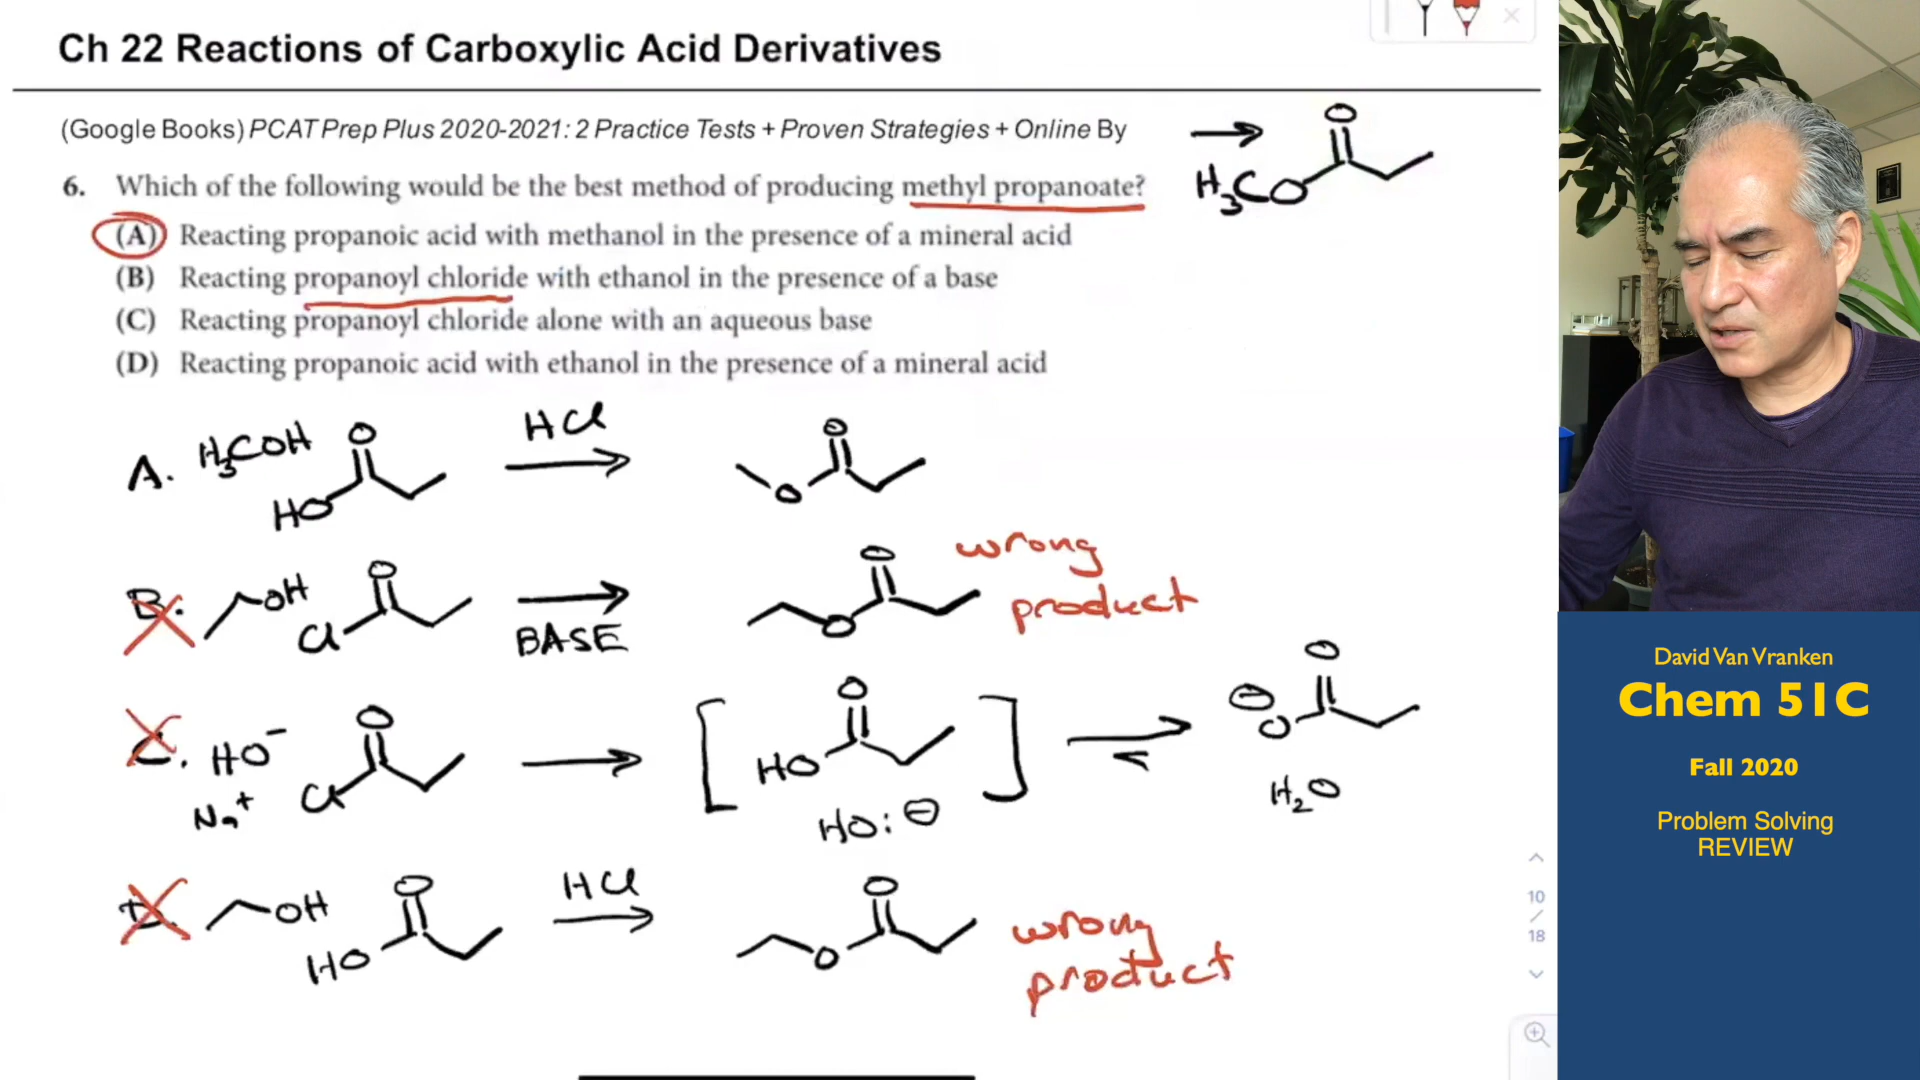 Ch 22 Reactions of Carboxylic Acid Derivatives
(Google Books) PCAT Prep Plus 2020-2021: 2 Practice Tests + Proven Strategies + Online By
6. Which of the following would be the best method of producing methyl propanoate?
(A) Reacting propanoic acid with methanol in the presence of a mineral acid
(B) Reacting propanoyl chloride with ethanol in the presence of a base
(C) Reacting propanoyl chloride alone with an aqueous base
(D) Reacting propanoic acid with ethanol in the presence of a mineral acid
O
H3CO
A. H3COH O HCl O
HO O
B. OH O BASE O wrong product
Cl O
C. HO⁻ O O O
Na⁺ Cl HO ⊖O
HO:⊖ H2O
D. OH O HCl O wrong product
HO O
David Van Vranken
Chem 51C
Fall 2020
Problem Solving
REVIEW
10
/
18